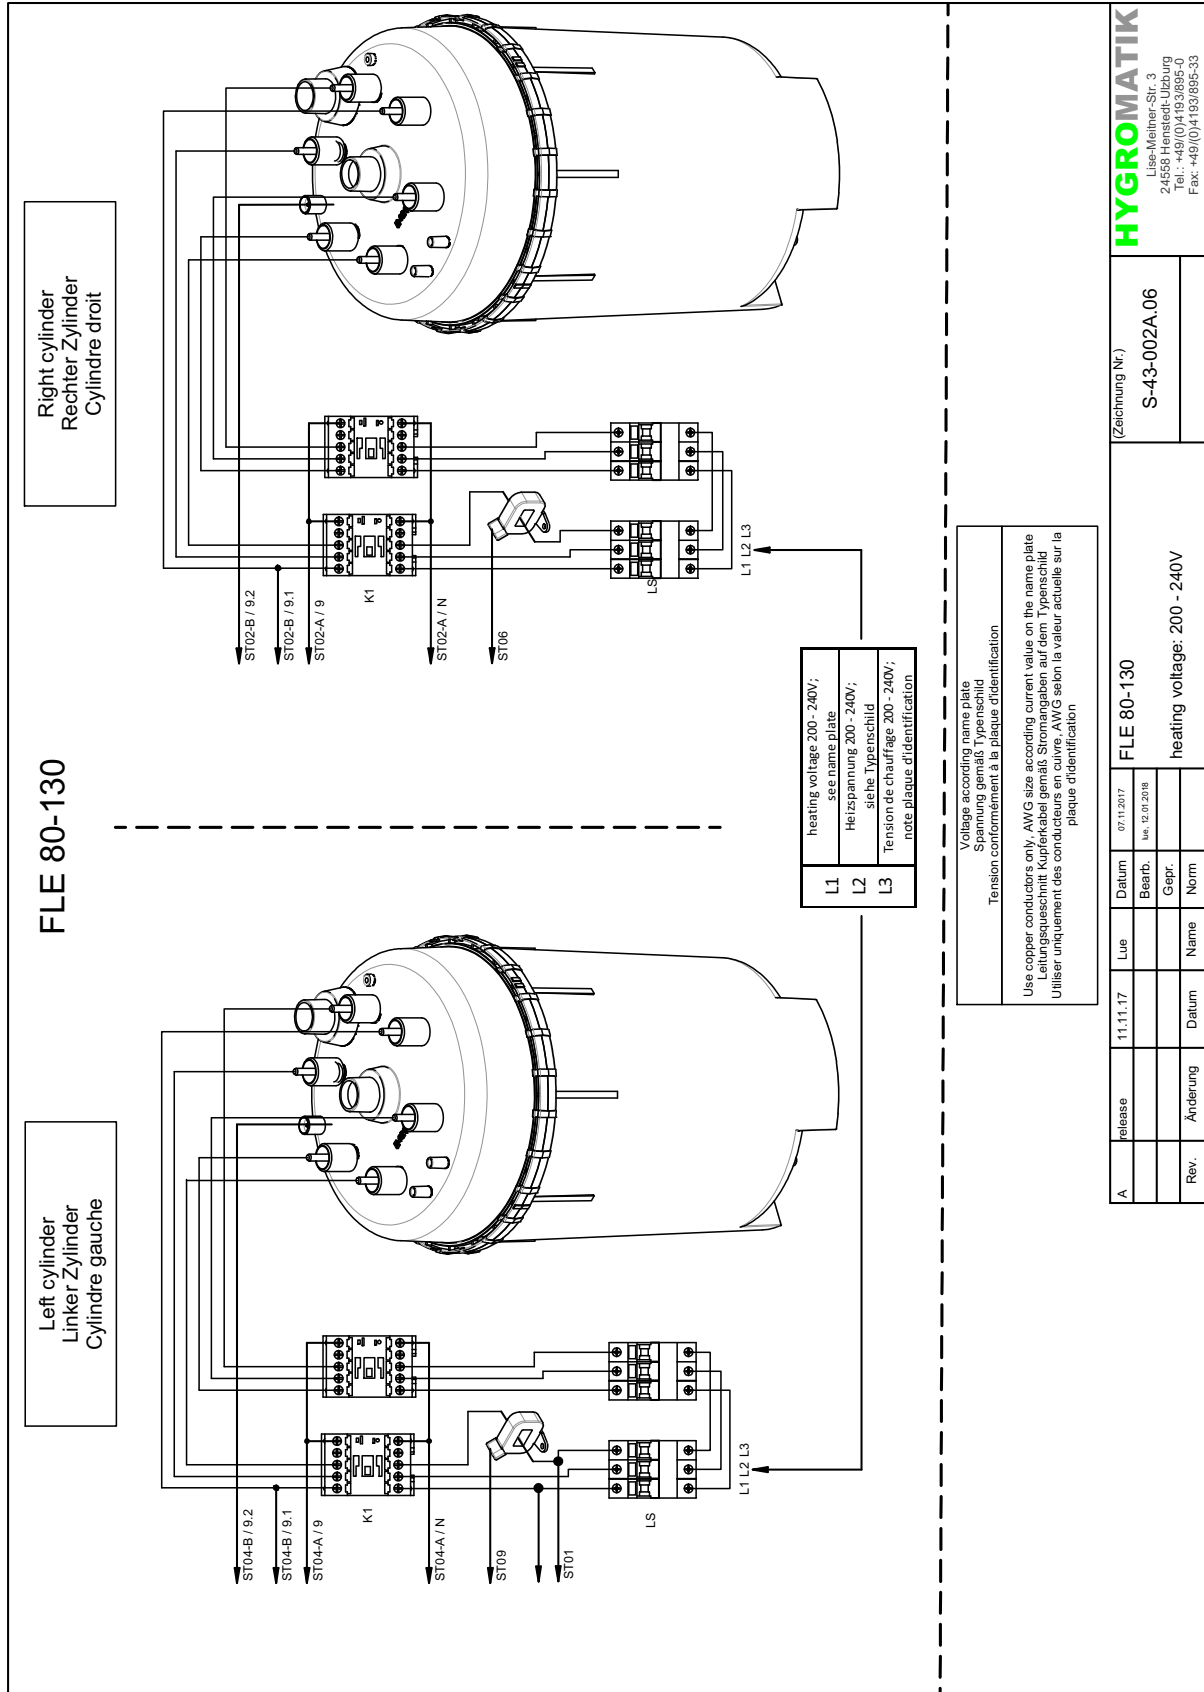 FLE 80-130
Left cylinder
Linker Zylinder
Cylindre gauche
Right cylinder
Rechter Zylinder
Cylindre droit
ST04-B / 9.2
ST04-B / 9.1
ST04-A / 9
K1
ST04-A / N
ST09
ST01
LS
L1 L2 L3
ST02-B / 9.2
ST02-B / 9.1
ST02-A / 9
K1
ST02-A / N
ST06
LS
L1 L2 L3
L1
heating voltage 200 - 240V;
see name plate
L2
Heizspannung 200 - 240V;
siehe Typenschild
L3
Tension de chauffage 200 - 240V;
note plaque d'identification
Voltage according name plate
Spannung gemäß Typenschild
Tension conformément à la plaque d'identification
Use copper conductors only, AWG size according current value on the name plate
Leitungsqueschnitt Kupferkabel gemäß Stromangaben auf dem Typenschild
Utiliser uniquement des conducteurs en cuivre, AWG selon la valeur actuelle sur la
plaque d'identification
A
release
11.11.17
Lue
Rev.
Änderung
Datum
Name
Datum
07.11.2017
Bearb.
lue, 12.01.2018
Gepr.
Norm
FLE 80-130
heating voltage: 200 - 240V
(Zeichnung Nr.)
S-43-002A.06
HYGROMATIK
Lise-Meitner-Str. 3
24558 Henstedt-Ulzburg
Tel.: +49/(0)4193/895-0
Fax: +49/(0)4193/895-33